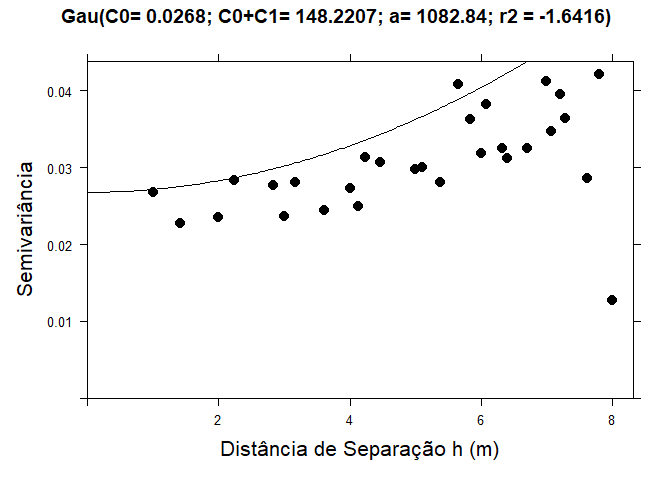 Gau(C0= 0.0268; C0+C1= 148.2207; a= 1082.84; r2 = -1.6416)
Semivariância
0.04
0.03
0.02
0.01
2 4 6 8
Distância de Separação h (m)